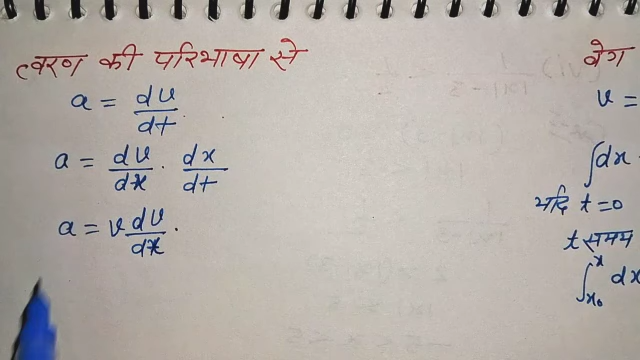 त्वरण की परिभाषा से
a = dv/dt
a = dv/dx · dx/dt
a = v dv/dx ·
वेग
v =
∫dx
यदि t = 0
t समय
∫ₓ₀ˣ dx